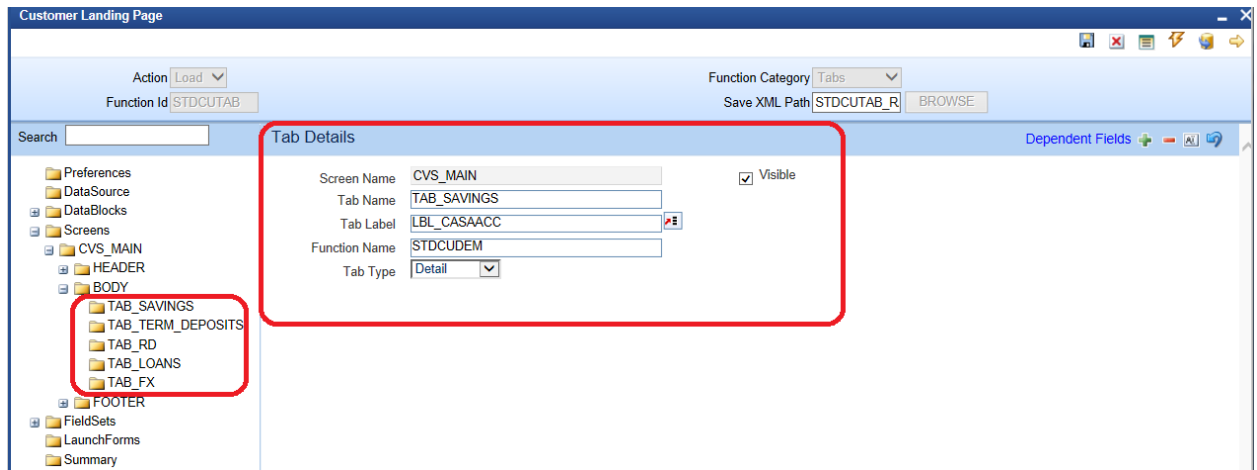 Customer Landing Page
Action Load
Function Category Tabs
Function Id STDCUTAB
Save XML Path STDCUTAB_R BROWSE
Search
Tab Details
Dependent Fields
Preferences
DataSource
DataBlocks
Screens
CVS_MAIN
HEADER
BODY
TAB_SAVINGS
TAB_TERM_DEPOSITS
TAB_RD
TAB_LOANS
TAB_FX
FOOTER
FieldSets
LaunchForms
Summary
Screen Name CVS_MAIN
Visible
Tab Name TAB_SAVINGS
Tab Label LBL_CASAACC
Function Name STDCUDEM
Tab Type Detail